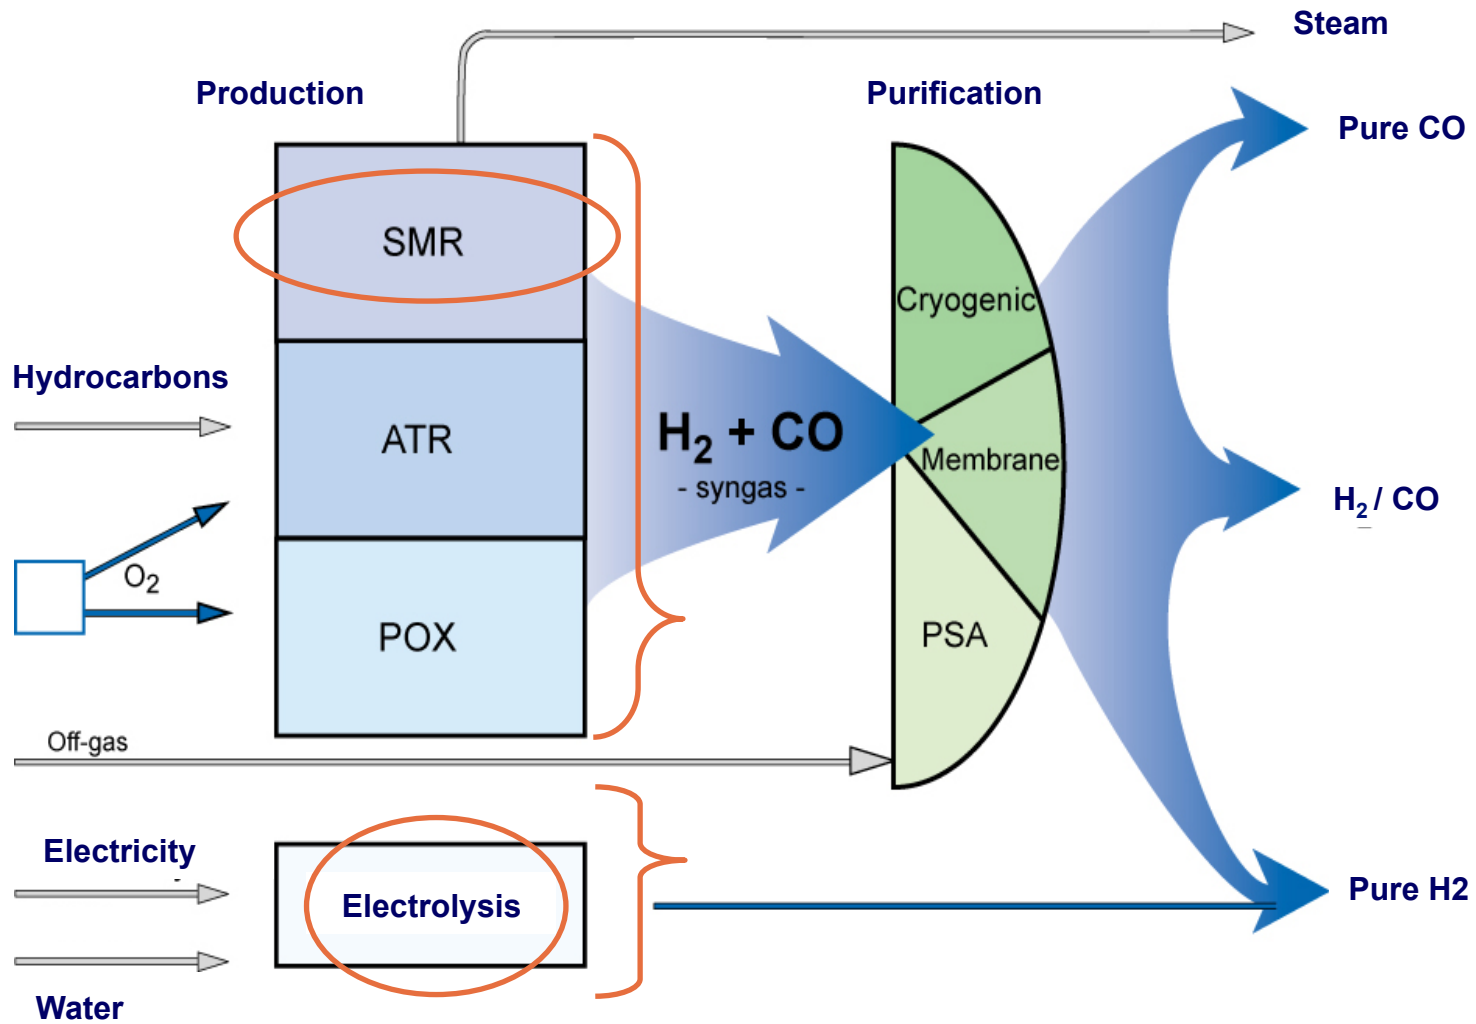 Steam
Production
Purification
Pure CO
SMR
Cryogenic
Hydrocarbons
ATR
H2 + CO
- syngas -
Membrane
H2 / CO
O2
POX
PSA
Off-gas
Electricity
Electrolysis
Pure H2
Water